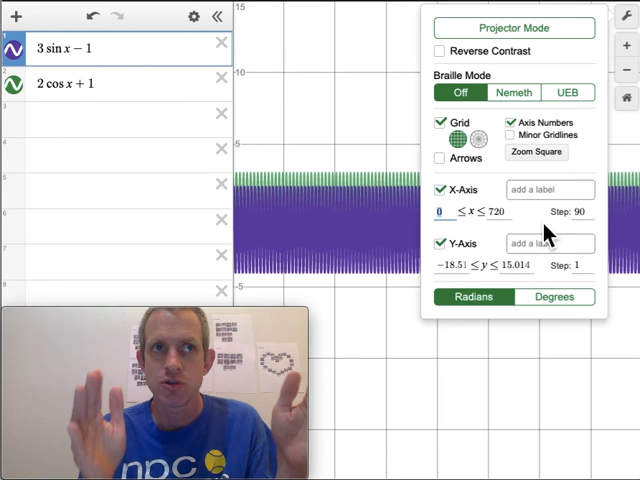 1
3 sin x − 1
2
2 cos x + 1
3
4
5
6
7
8
15
10
5
-5
Projector Mode
Reverse Contrast
Braille Mode
Off Nemeth UEB
Grid
Axis Numbers
Minor Gridlines
Zoom Square
Arrows
X-Axis add a label
0 ≤ x ≤ 720 Step: 90
Y-Axis add a
−18.51 ≤ y ≤ 15.014 Step: 1
Radians Degrees
npc